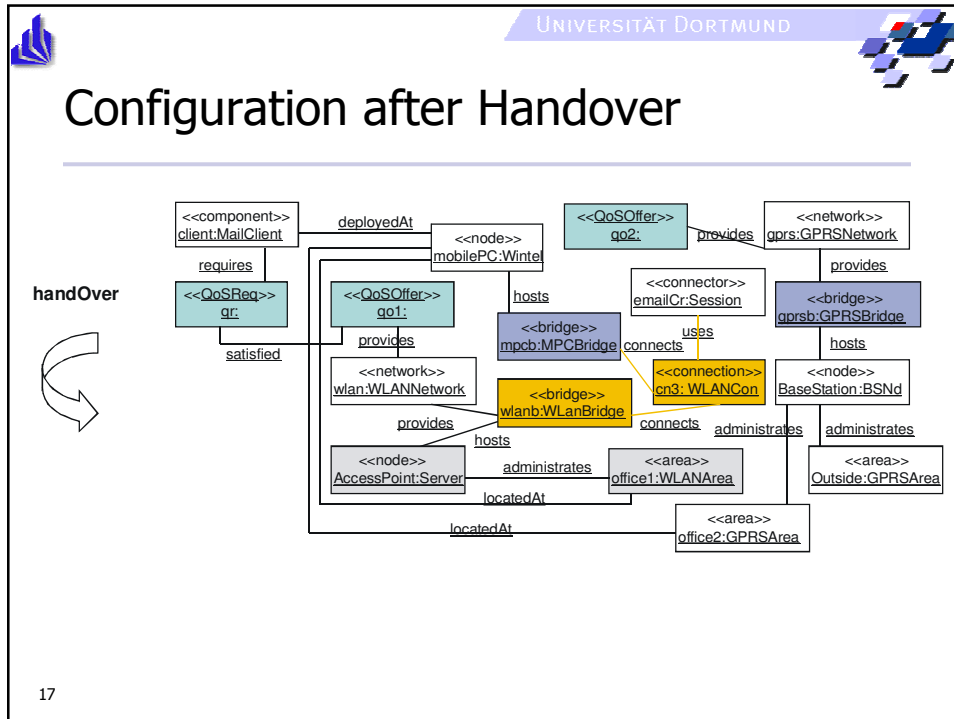 UNIVERSITÄT DORTMUND
Configuration after Handover
handOver
<<component>>
client:MailClient
deployedAt
<<node>>
mobilePC:Wintel
<<QoSOffer>>
qo2:
provides
<<network>>
gprs:GPRSNetwork
requires
hosts
<<connector>>
emailCr:Session
provides
<<QoSReq>>
qr:
<<QoSOffer>>
qo1:
<<bridge>>
mpcb:MPCBridge
connects
uses
<<bridge>>
gprsb:GPRSBridge
satisfied
provides
hosts
<<network>>
wlan:WLANNetwork
<<bridge>>
wlanb:WLanBridge
<<connection>>
cn3: WLANCon
<<node>>
BaseStation:BSNd
provides
hosts
connects
administrates
administrates
<<node>>
AccessPoint:Server
administrates
<<area>>
office1:WLANArea
<<area>>
Outside:GPRSArea
locatedAt
locatedAt
<<area>>
office2:GPRSArea
17